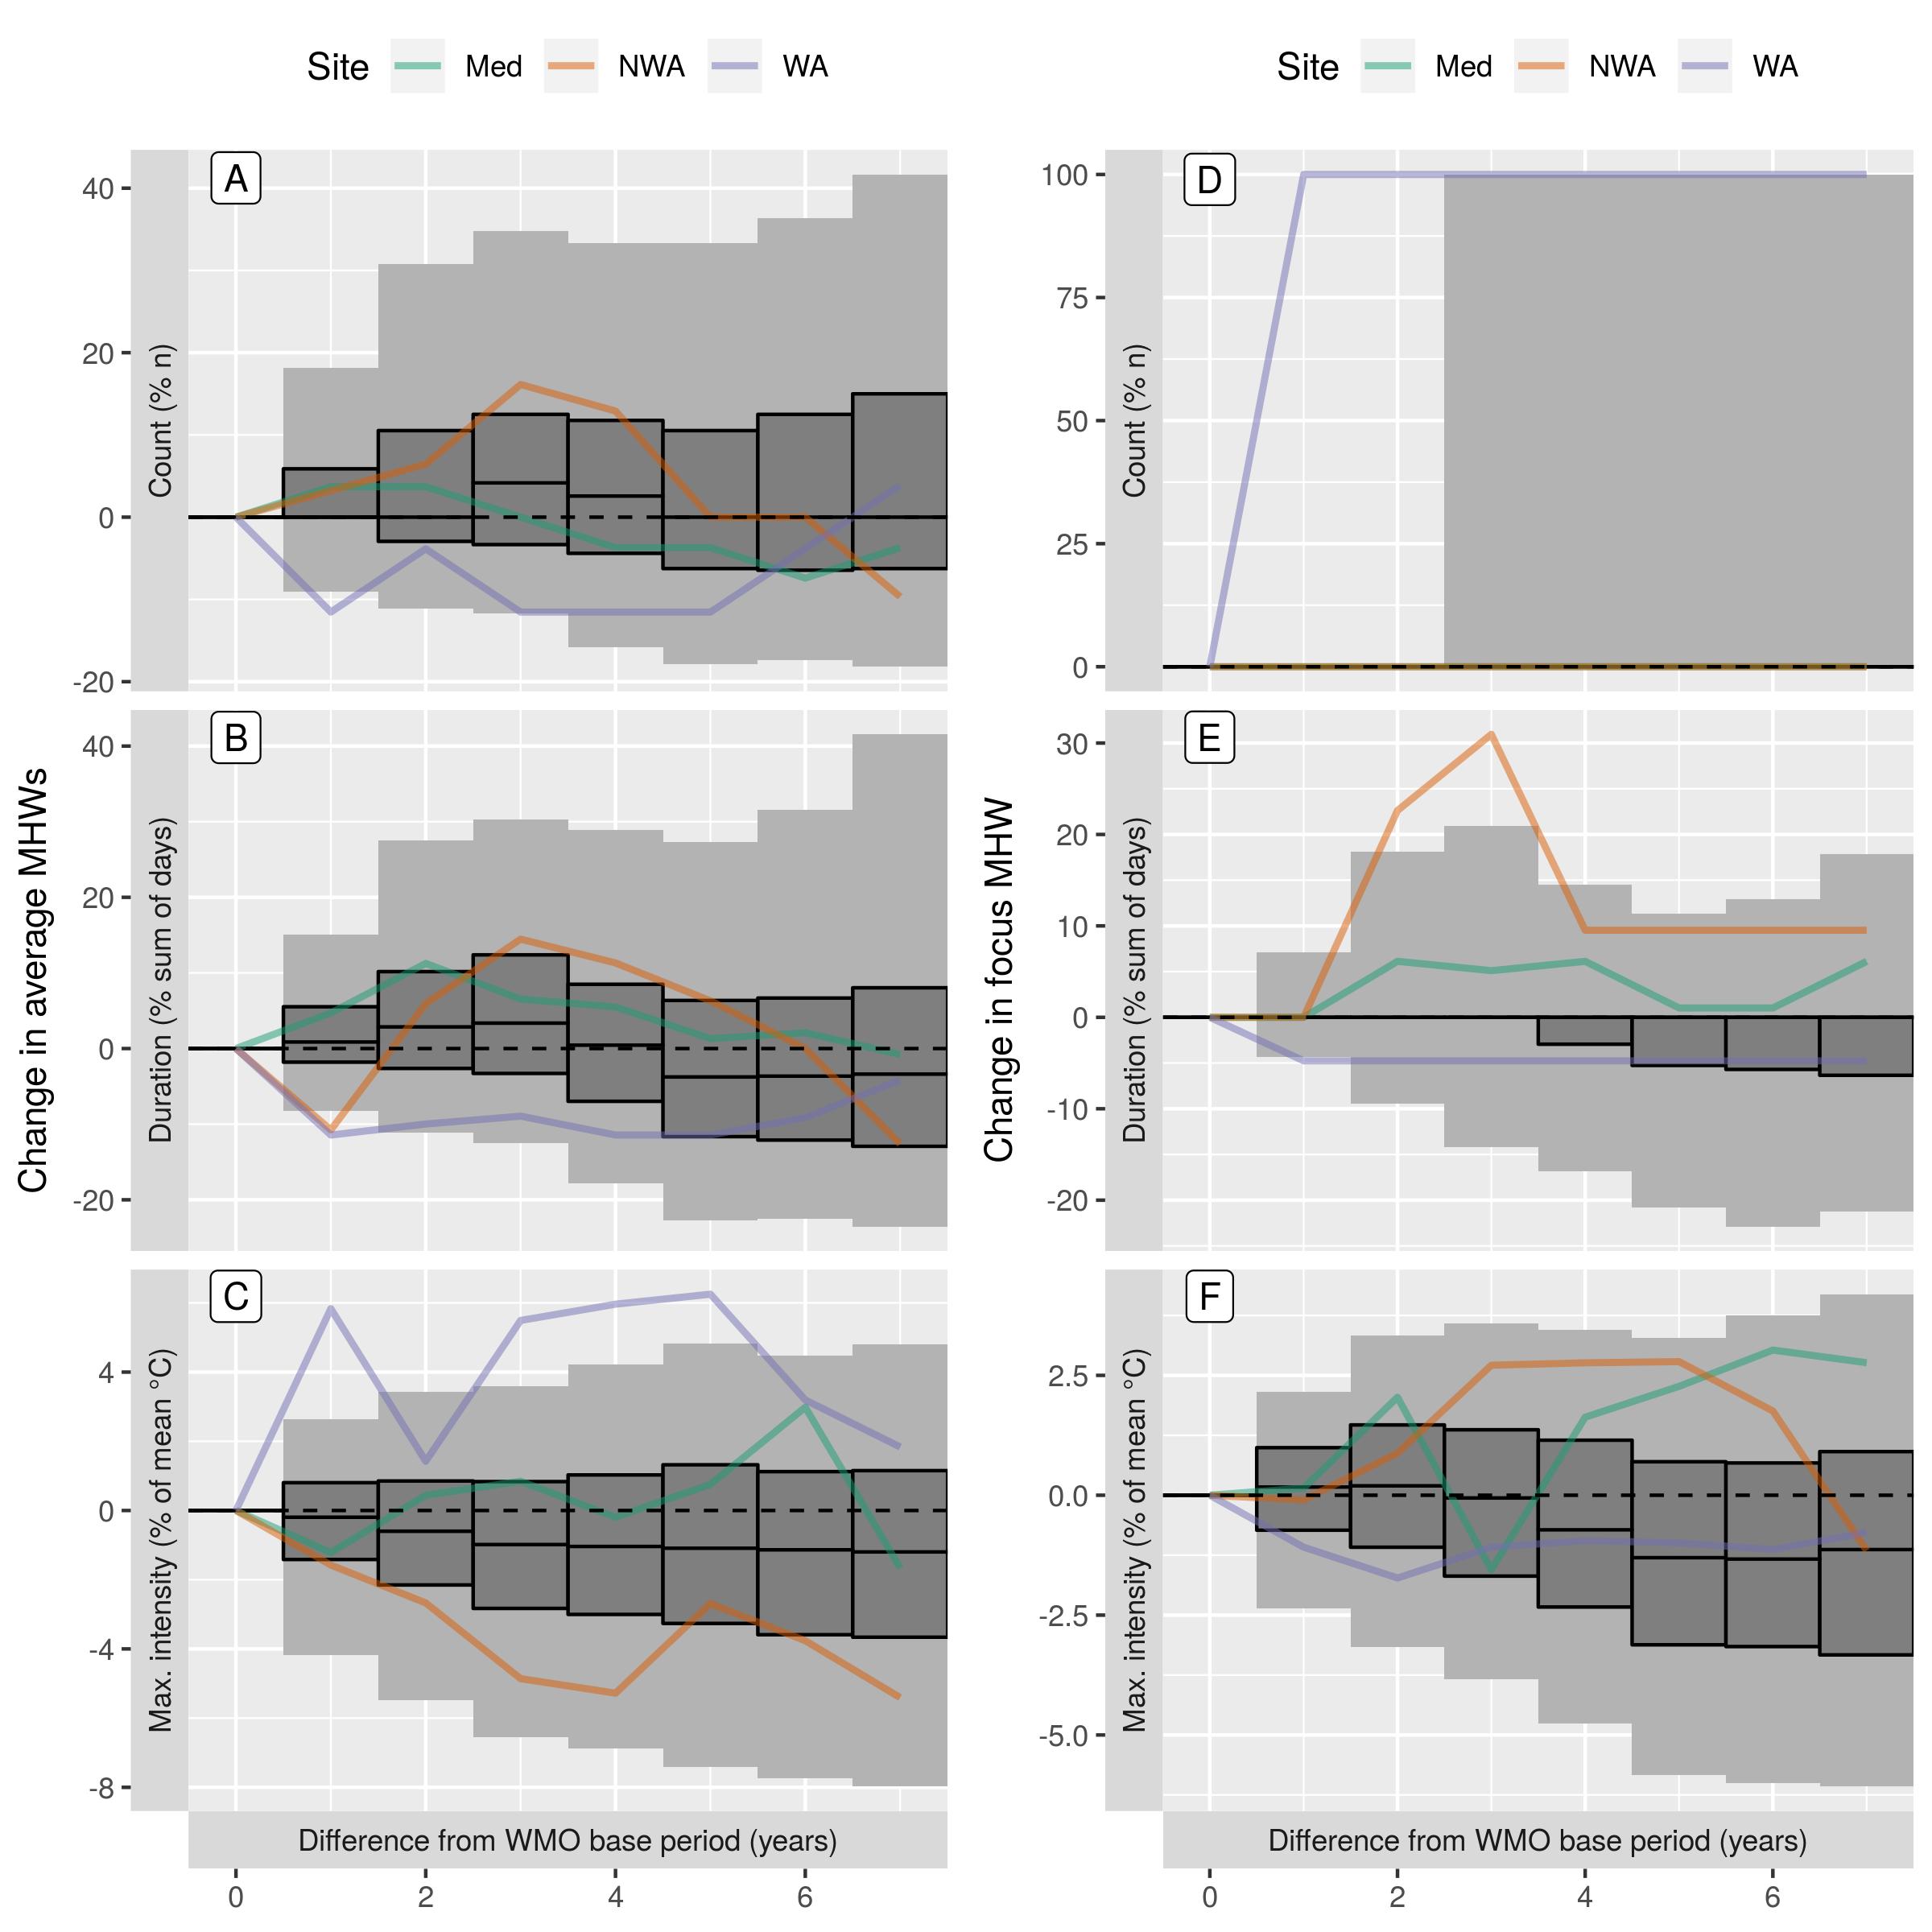 Site Med NWA WA
Site Med NWA WA
Change in average MHWs
A
Count (% n)
40
20
0
-20
B
Duration (% sum of days)
40
20
0
-20
C
Max. intensity (% of mean °C)
4
0
-4
-8
Difference from WMO base period (years)
0 2 4 6
Change in focus MHW
D
Count (% n)
100
75
50
25
0
E
Duration (% sum of days)
30
20
10
0
-10
-20
F
Max. intensity (% of mean °C)
2.5
0.0
-2.5
-5.0
Difference from WMO base period (years)
0 2 4 6